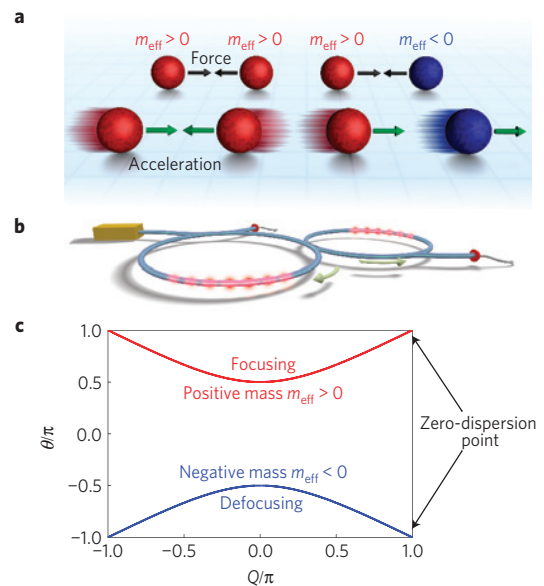 a
m_eff > 0 m_eff > 0 m_eff > 0 m_eff < 0
Force
Acceleration
b
c
1.0
0.5
0.0
−0.5
−1.0
θ/π
Focusing
Positive mass m_eff > 0
Negative mass m_eff < 0
Defocusing
Zero-dispersion
point
−1.0 −0.5 0.0 0.5 1.0
Q/π